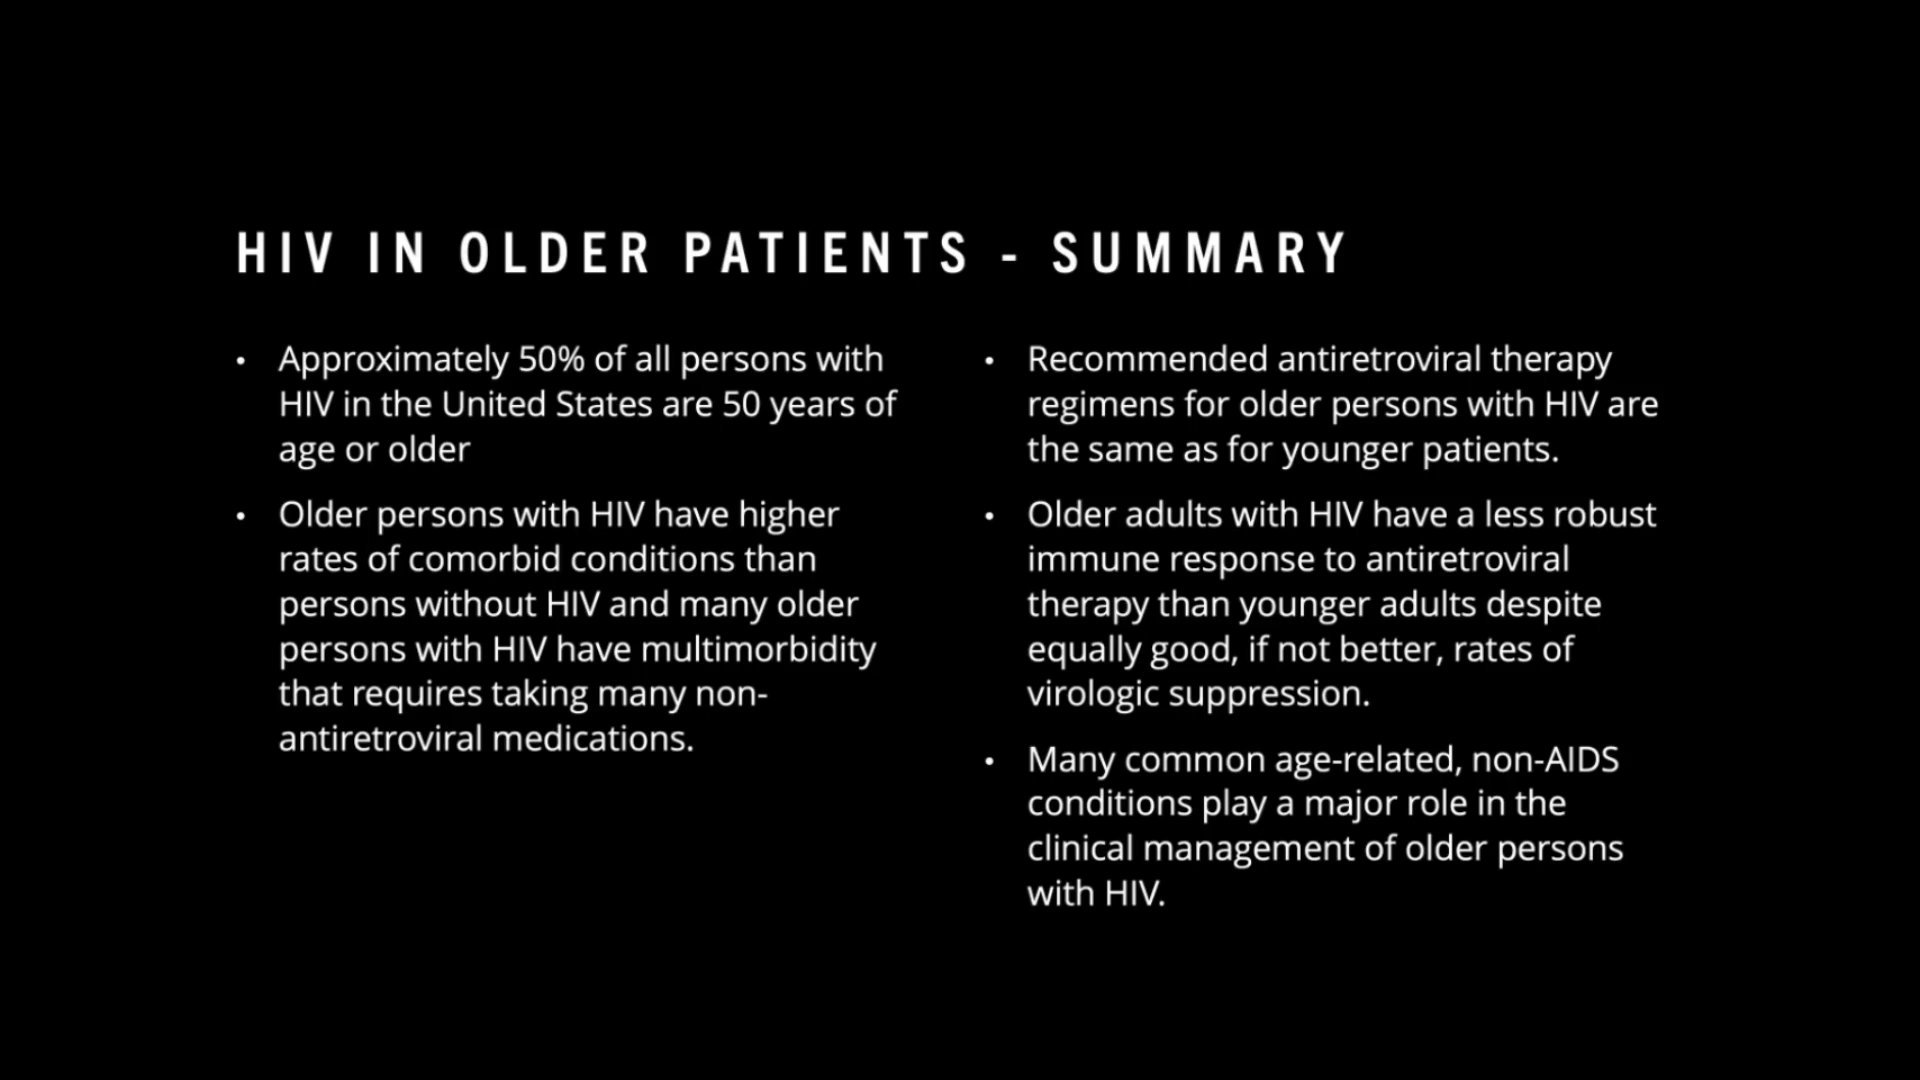 HIV IN OLDER PATIENTS - SUMMARY
• Approximately 50% of all persons with
HIV in the United States are 50 years of
age or older
• Older persons with HIV have higher
rates of comorbid conditions than
persons without HIV and many older
persons with HIV have multimorbidity
that requires taking many non-
antiretroviral medications.
• Recommended antiretroviral therapy
regimens for older persons with HIV are
the same as for younger patients.
• Older adults with HIV have a less robust
immune response to antiretroviral
therapy than younger adults despite
equally good, if not better, rates of
virologic suppression.
• Many common age-related, non-AIDS
conditions play a major role in the
clinical management of older persons
with HIV.